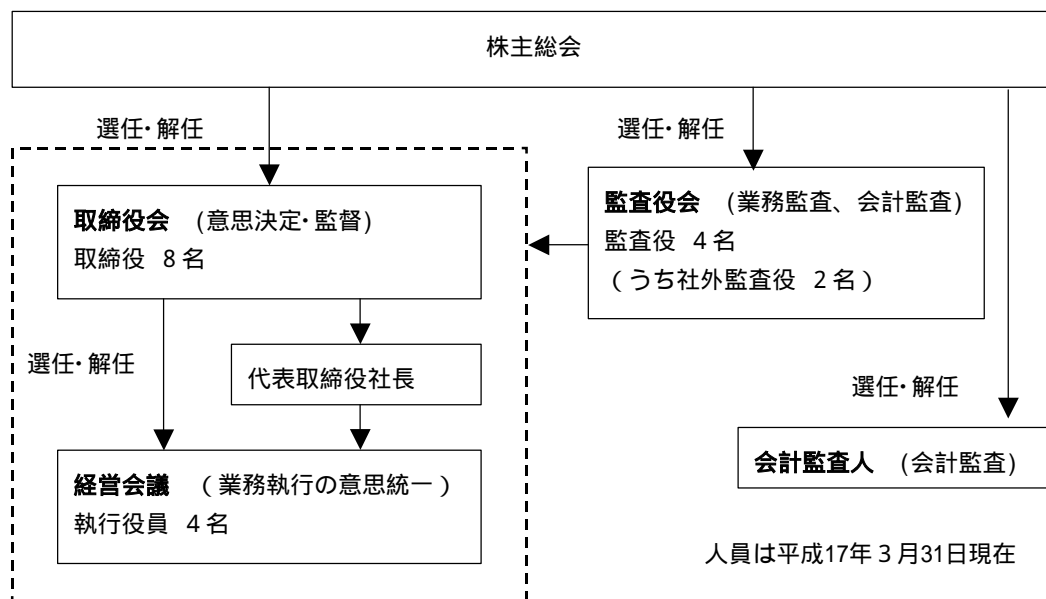 株主総会
選任・解任
選任・解任
取締役会　(意思決定・監督)
取締役　８名
監査役会　(業務監査、会計監査)
監査役　４名
（うち社外監査役　２名）
選任・解任
代表取締役社長
選任・解任
会計監査人　(会計監査)
経営会議　（業務執行の意思統一）
執行役員　４名
人員は平成17年３月31日現在